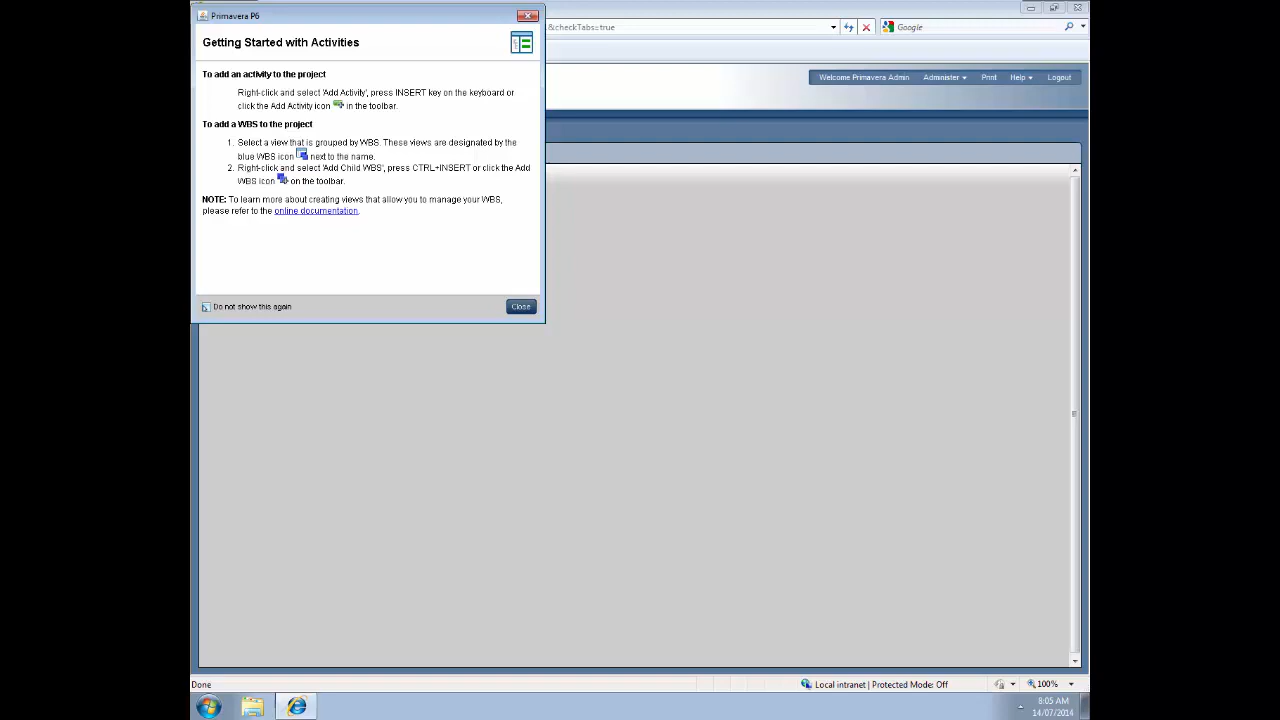 Primavera P6
Getting Started with Activities
To add an activity to the project
Right-click and select 'Add Activity', press INSERT key on the keyboard or
click the Add Activity icon in the toolbar.
To add a WBS to the project
1. Select a view that is grouped by WBS. These views are designated by the
blue WBS icon next to the name.
2. Right-click and select 'Add Child WBS', press CTRL+INSERT or click the Add
WBS icon on the toolbar.
NOTE: To learn more about creating views that allow you to manage your WBS,
please refer to the online documentation.
Do not show this again
Close
&checkTabs=true
Google
Welcome Primavera Admin Administer Print Help Logout
Done
Local intranet | Protected Mode: Off
100%
8:05 AM
14/07/2014